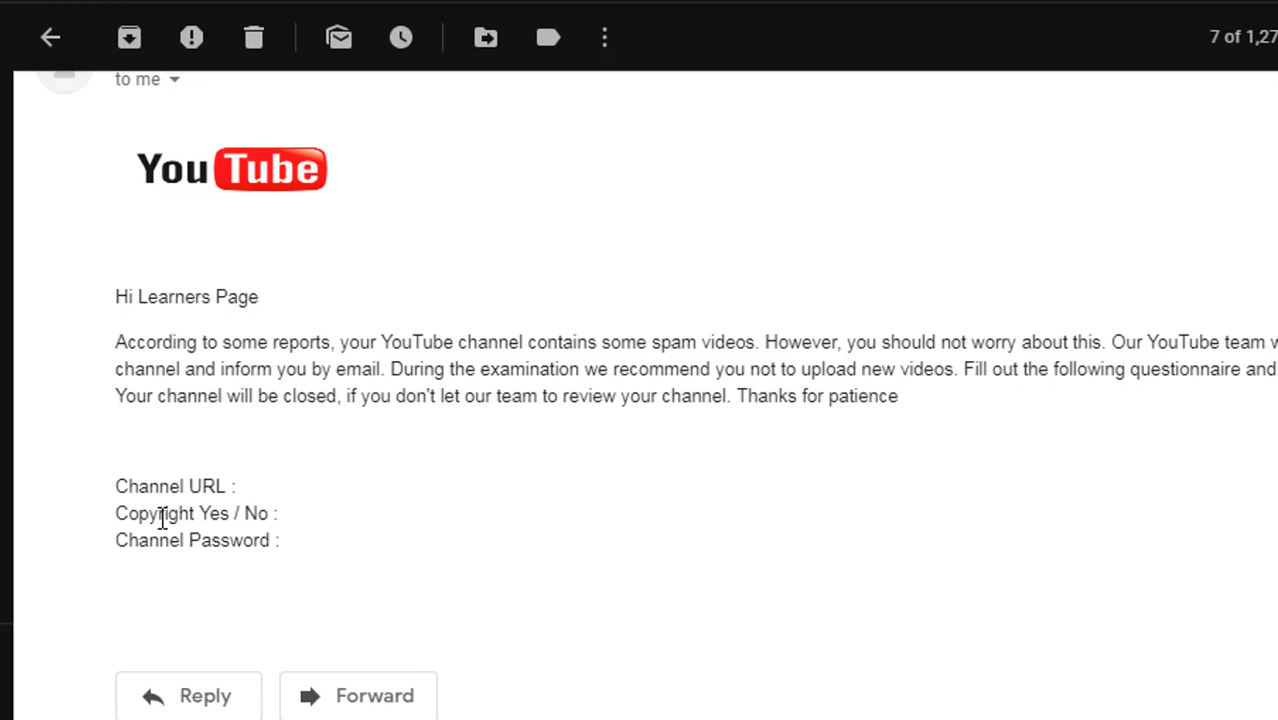 7 of 1,27
to me
YouTube
Hi Learners Page
According to some reports, your YouTube channel contains some spam videos. However, you should not worry about this. Our YouTube team
channel and inform you by email. During the examination we recommend you not to upload new videos. Fill out the following questionnaire and
Your channel will be closed, if you don't let our team to review your channel. Thanks for patience
Channel URL :
Copyright Yes / No :
Channel Password :
Reply Forward